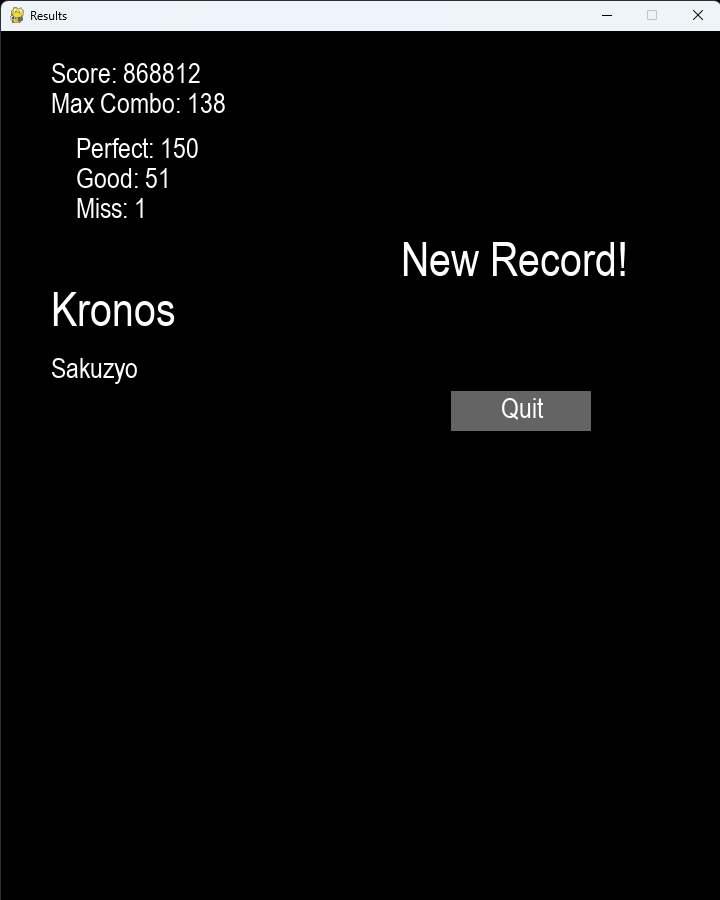 Results
Score: 868812
Max Combo: 138
Perfect: 150
Good: 51
Miss: 1
New Record!
Kronos
Sakuzyo
Quit